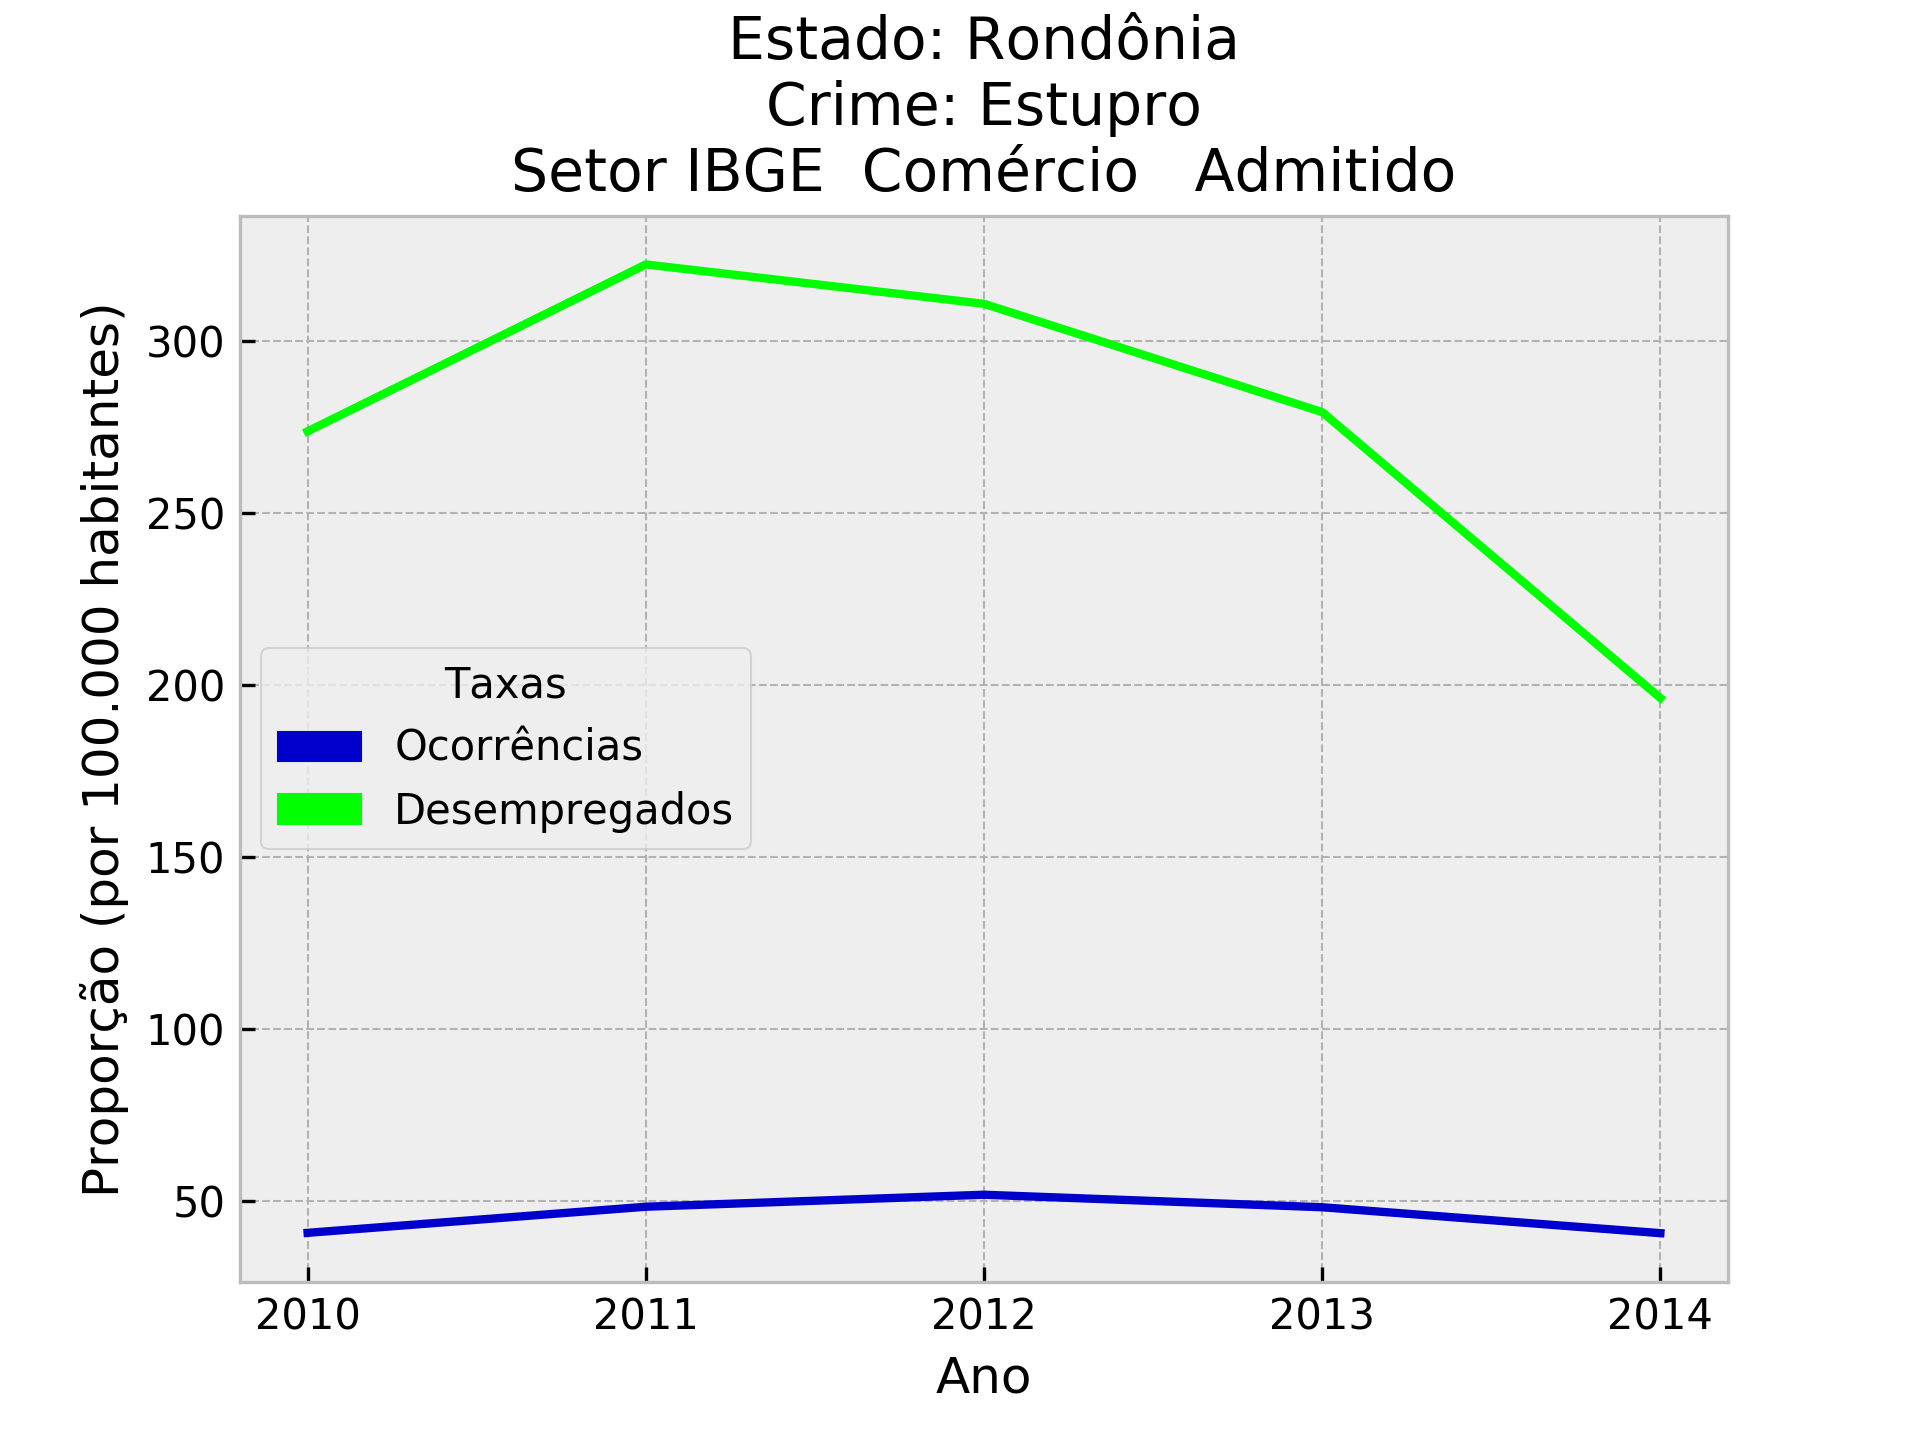 Estado: Rondônia
Crime: Estupro
Setor IBGE  Comércio   Admitido
Proporção (por 100.000 habitantes)
300
250
200
150
100
50
Taxas
Ocorrências
Desempregados
2010 2011 2012 2013 2014
Ano